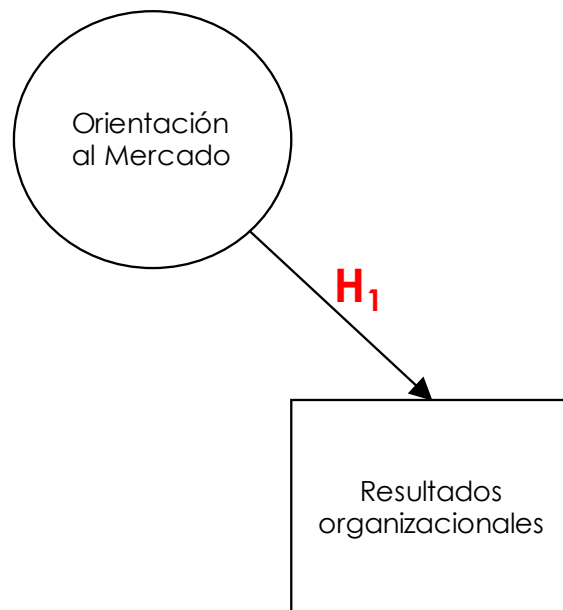 Orientación
al Mercado
H₁
Resultados
organizacionales